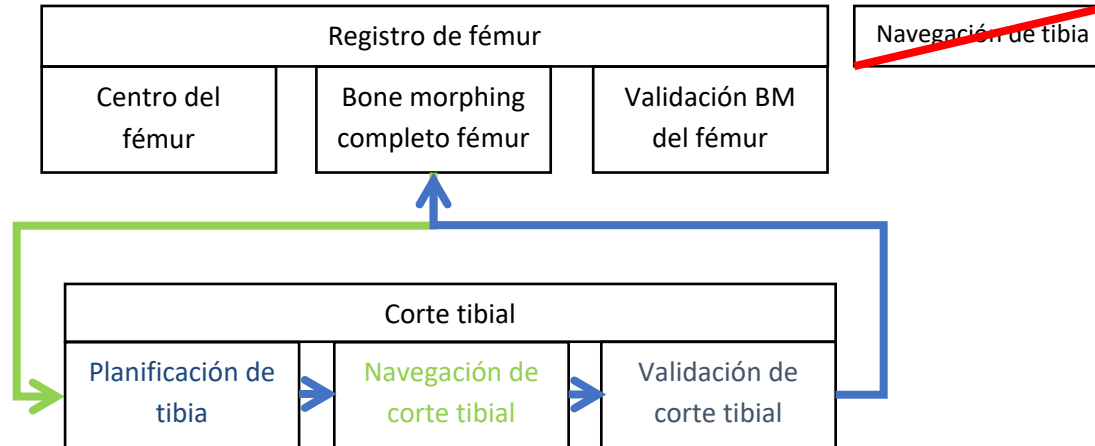 Registro de fémur
Navegación de tibia
Centro del
fémur
Bone morphing
completo fémur
Validación BM
del fémur
Corte tibial
Planificación de
tibia
Navegación de
corte tibial
Validación de
corte tibial